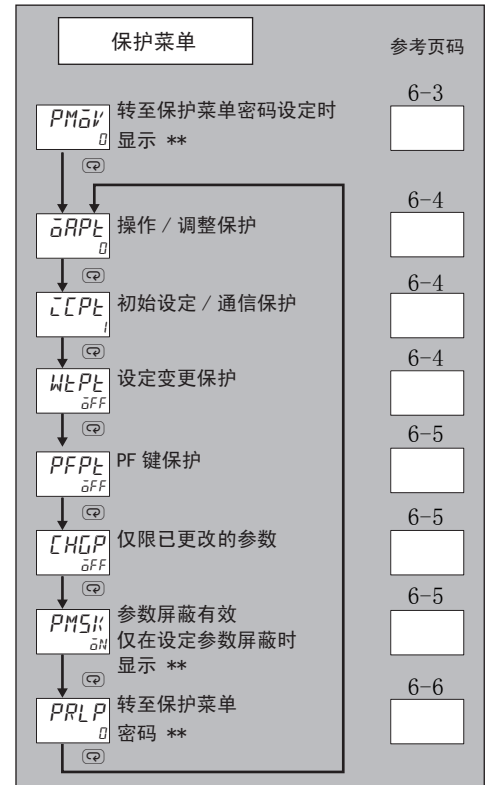 保护菜单
参考页码
6-3
PMOV
0
转至保护菜单密码设定时
显示 **
6-4
OAPT
0
操作 / 调整保护
6-4
ICPT
1
初始设定 / 通信保护
6-4
WTPT
OFF
设定变更保护
6-5
PFPT
OFF
PF 键保护
6-5
CHGP
OFF
仅限已更改的参数
6-5
PMSK
ON
参数屏蔽有效
仅在设定参数屏蔽时
显示 **
6-6
PRLP
0
转至保护菜单
密码 **